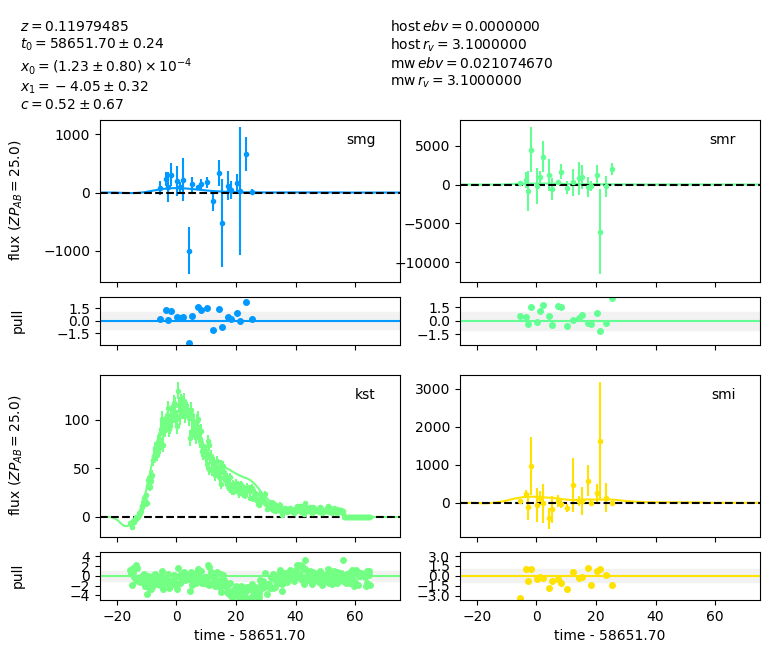 z = 0.11979485
t₀ = 58651.70 ± 0.24
x₀ = (1.23 ± 0.80) × 10⁻⁴
x₁ = −4.05 ± 0.32
c = 0.52 ± 0.67
host ebv = 0.0000000
host r_v = 3.1000000
mw ebv = 0.021074670
mw r_v = 3.1000000
flux (ZP_AB = 25.0)
1000
0
−1000
smg
5000
0
−5000
−10000
smr
pull
1.5
0.0
−1.5
1.5
0.0
−1.5
flux (ZP_AB = 25.0)
100
50
0
kst
3000
2000
1000
0
smi
pull
4
2
0
−2
−4
3.0
1.5
0.0
−1.5
−3.0
−20 0 20 40 60
−20 0 20 40 60
time - 58651.70
time - 58651.70